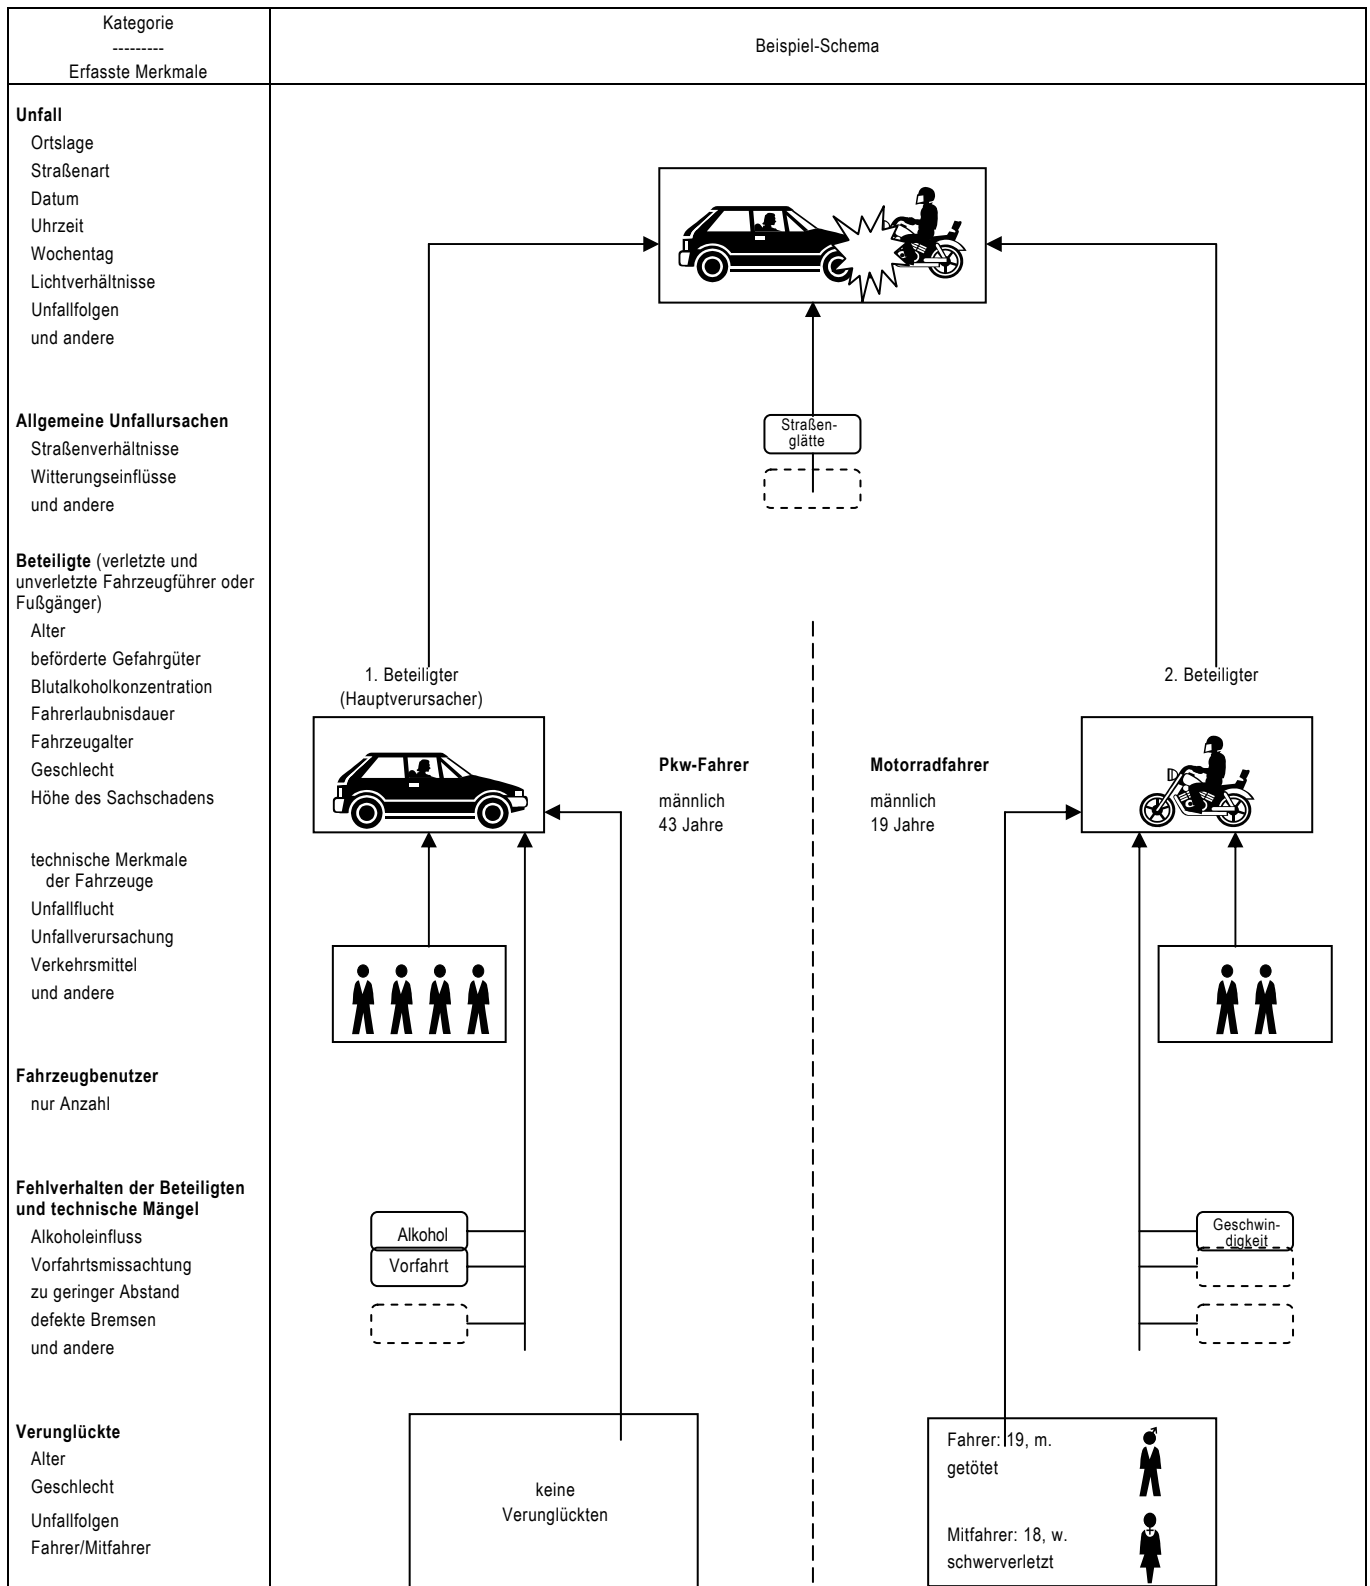 Kategorie
---------
Erfasste Merkmale
Beispiel-Schema
Unfall
Ortslage
Straßenart
Datum
Uhrzeit
Wochentag
Lichtverhältnisse
Unfallfolgen
und andere
Allgemeine Unfallursachen
Straßenverhältnisse
Witterungseinflüsse
und andere
Straßen-
glätte
Beteiligte (verletzte und
unverletzte Fahrzeugführer oder
Fußgänger)
Alter
beförderte Gefahrgüter
Blutalkoholkonzentration
Fahrerlaubnisdauer
Fahrzeugalter
Geschlecht
Höhe des Sachschadens
technische Merkmale
der Fahrzeuge
Unfallflucht
Unfallverursachung
Verkehrsmittel
und andere
1. Beteiligter
(Hauptverursacher)
Pkw-Fahrer
männlich
43 Jahre
2. Beteiligter
Motorradfahrer
männlich
19 Jahre
Fahrzeugbenutzer
nur Anzahl
Fehlverhalten der Beteiligten
und technische Mängel
Alkoholeinfluss
Vorfahrtsmissachtung
zu geringer Abstand
defekte Bremsen
und andere
Alkohol
Vorfahrt
Geschwin-
digkeit
Verunglückte
Alter
Geschlecht
Unfallfolgen
Fahrer/Mitfahrer
keine
Verunglückten
Fahrer: 19, m.
getötet
Mitfahrer: 18, w.
schwerverletzt